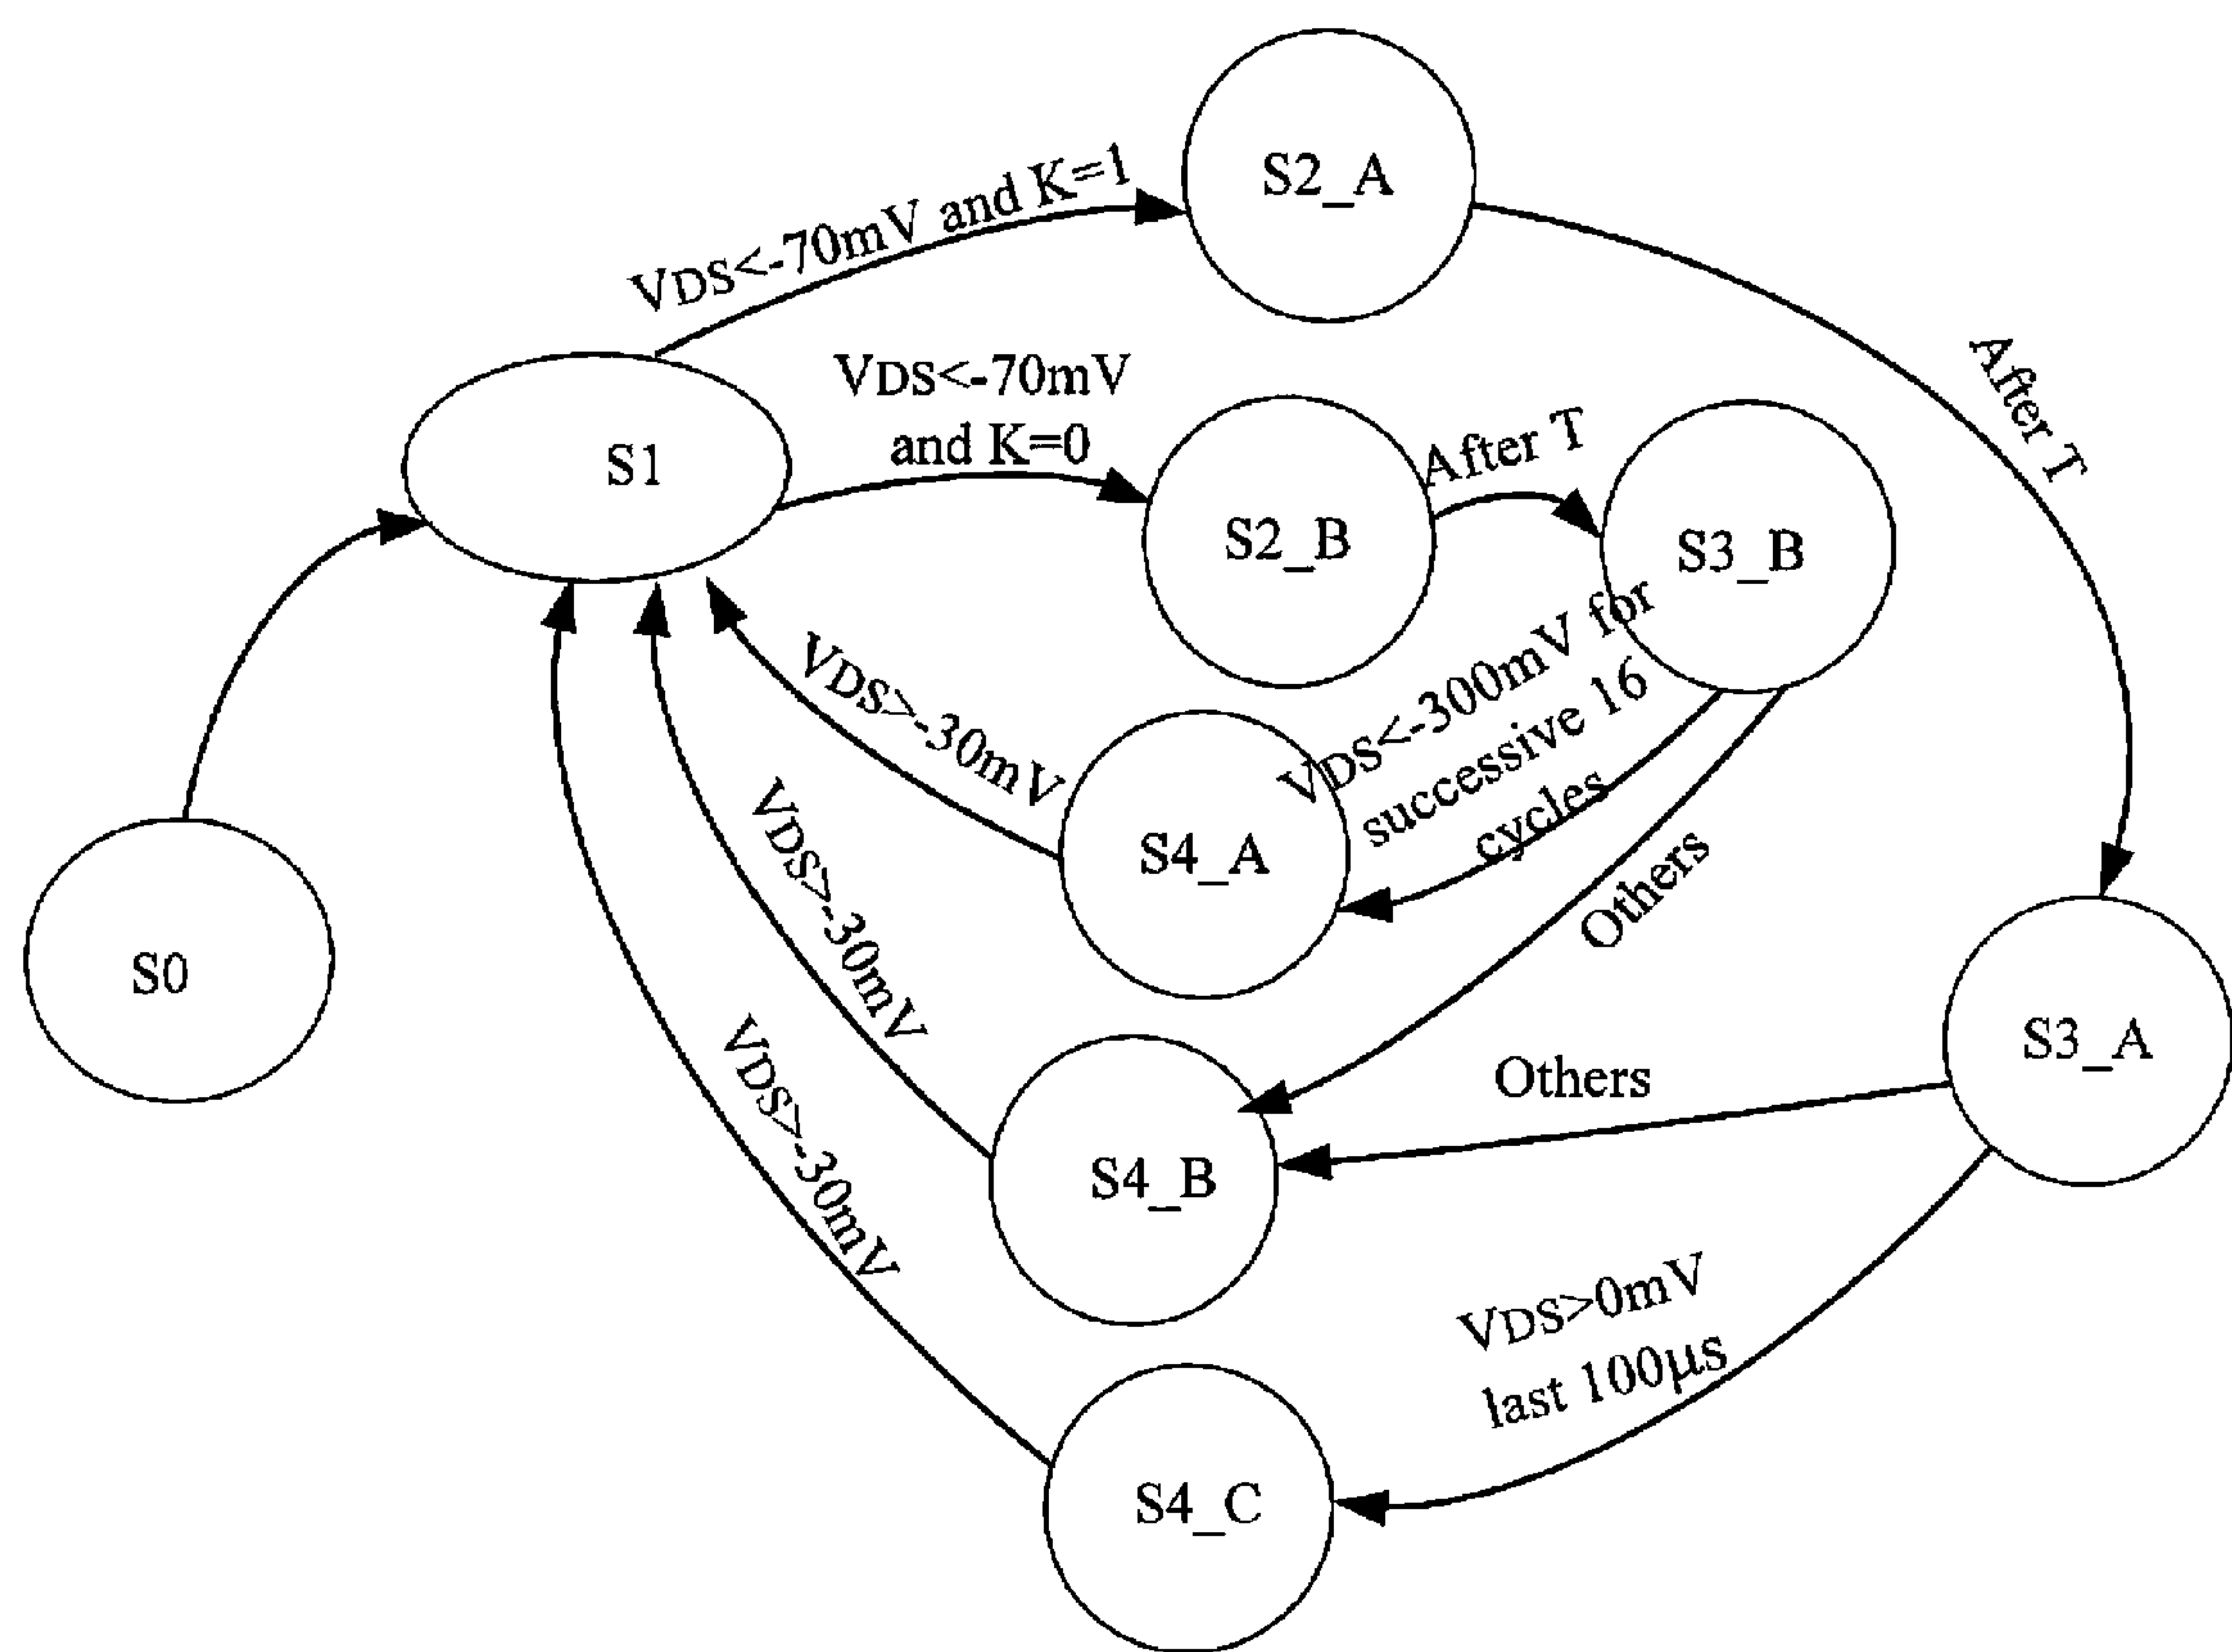 S2_A
VDS<-70mV and K=1
After T
VDS<-70mV
and K=0
S1
After T
S2_B
S3_B
VDS<-300mV for
successive 16
cycles
VDS>-30mV
S4_A
Others
VDS>-30mV
S0
S3_A
Others
VDS>-30mV
S4_B
VDS>0mV
last 100μs
S4_C